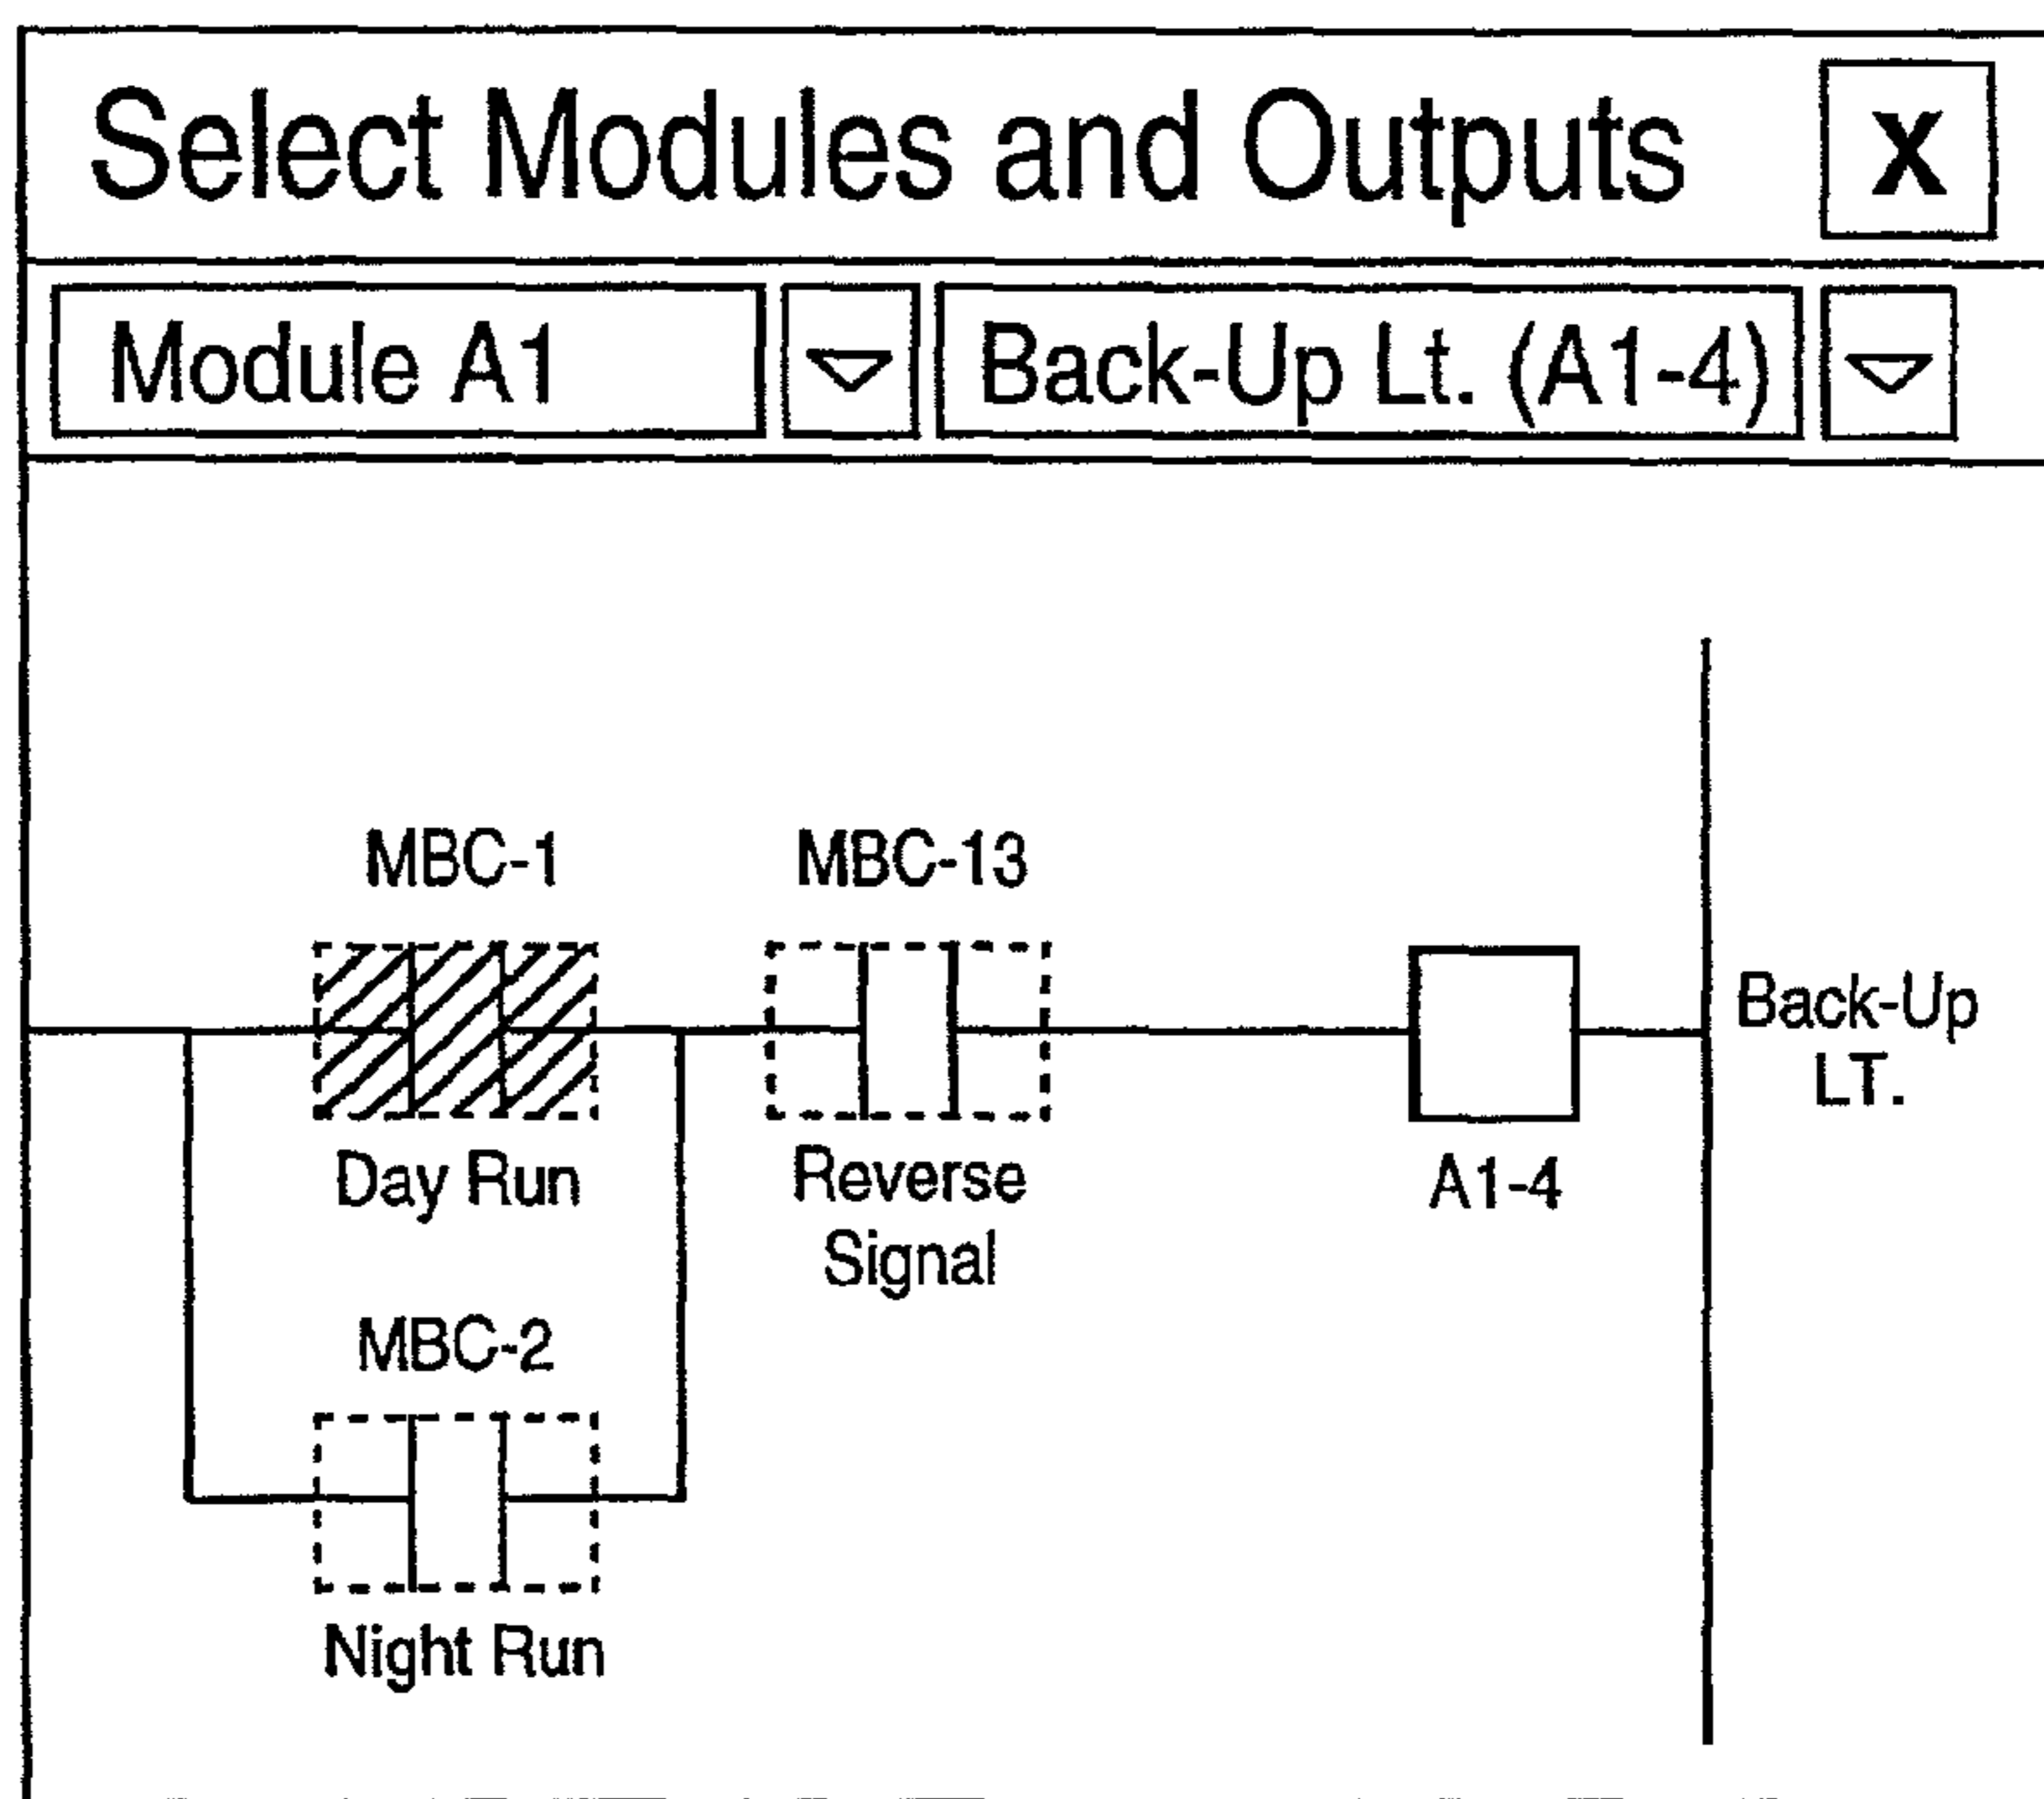 Select Modules and Outputs X
Module A1 Back-Up Lt. (A1-4)
MBC-1 MBC-13
Back-Up
LT.
Day Run Reverse
Signal
A1-4
MBC-2
Night Run